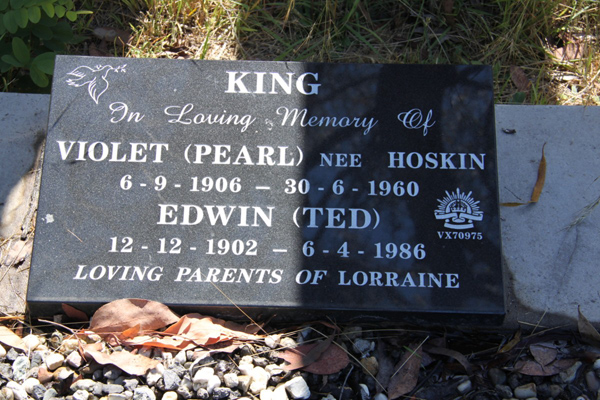 KING
In Loving Memory Of
VIOLET (PEARL) NEE HOSKIN
6 - 9 - 1906 – 30 - 6 - 1960
EDWIN (TED)
VX70975
12 - 12 - 1902 – 6 - 4 - 1986
LOVING PARENTS OF LORRAINE